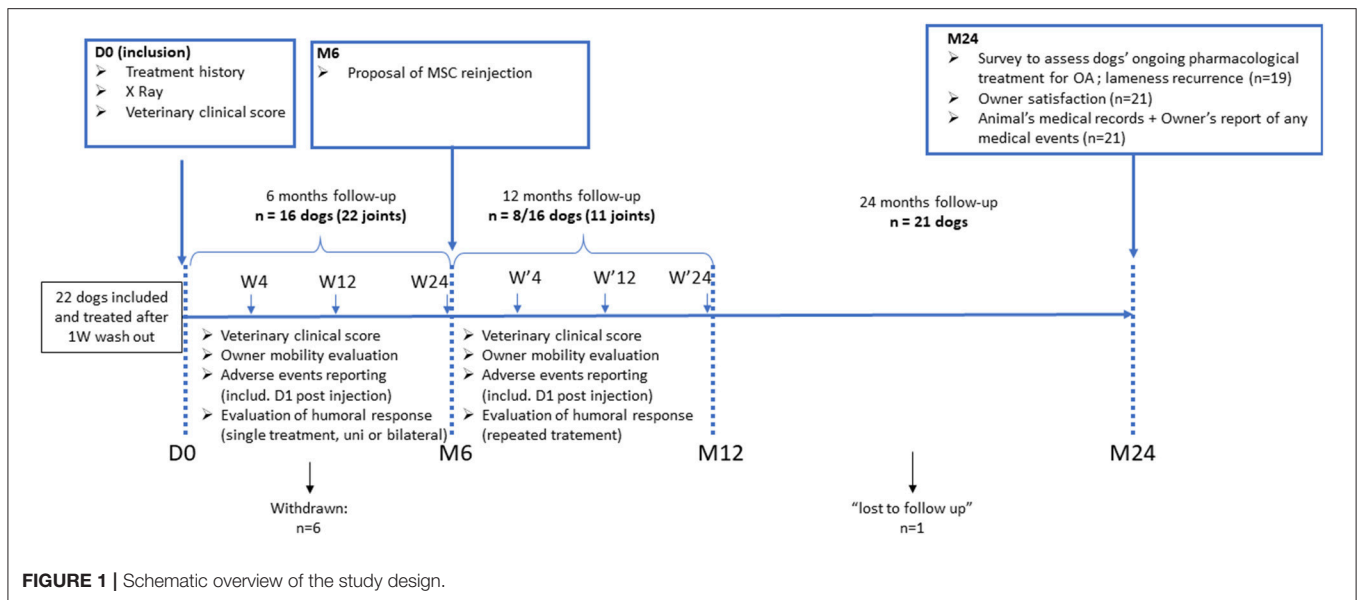 D0 (inclusion)
➢ Treatment history
➢ X Ray
➢ Veterinary clinical score
M6
➢ Proposal of MSC reinjection
M24
➢ Survey to assess dogs' ongoing pharmacological
treatment for OA ; lameness recurrence (n=19)
➢ Owner satisfaction (n=21)
➢ Animal's medical records + Owner's report of any
medical events (n=21)
6 months follow-up
n = 16 dogs (22 joints)
12 months follow-up
n = 8/16 dogs (11 joints)
24 months follow-up
n = 21 dogs
W4
W12
W24
W'4
W'12
W'24
22 dogs included
and treated after
1W wash out
➢ Veterinary clinical score
➢ Owner mobility evaluation
➢ Adverse events reporting
(includ. D1 post injection)
➢ Evaluation of humoral response
(single treatment, uni or bilateral)
➢ Veterinary clinical score
➢ Owner mobility evaluation
➢ Adverse events reporting
(includ. D1 post injection)
➢ Evaluation of humoral response
(repeated tratement)
D0
M6
M12
M24
Withdrawn:
n=6
"lost to follow up"
n=1
FIGURE 1 | Schematic overview of the study design.